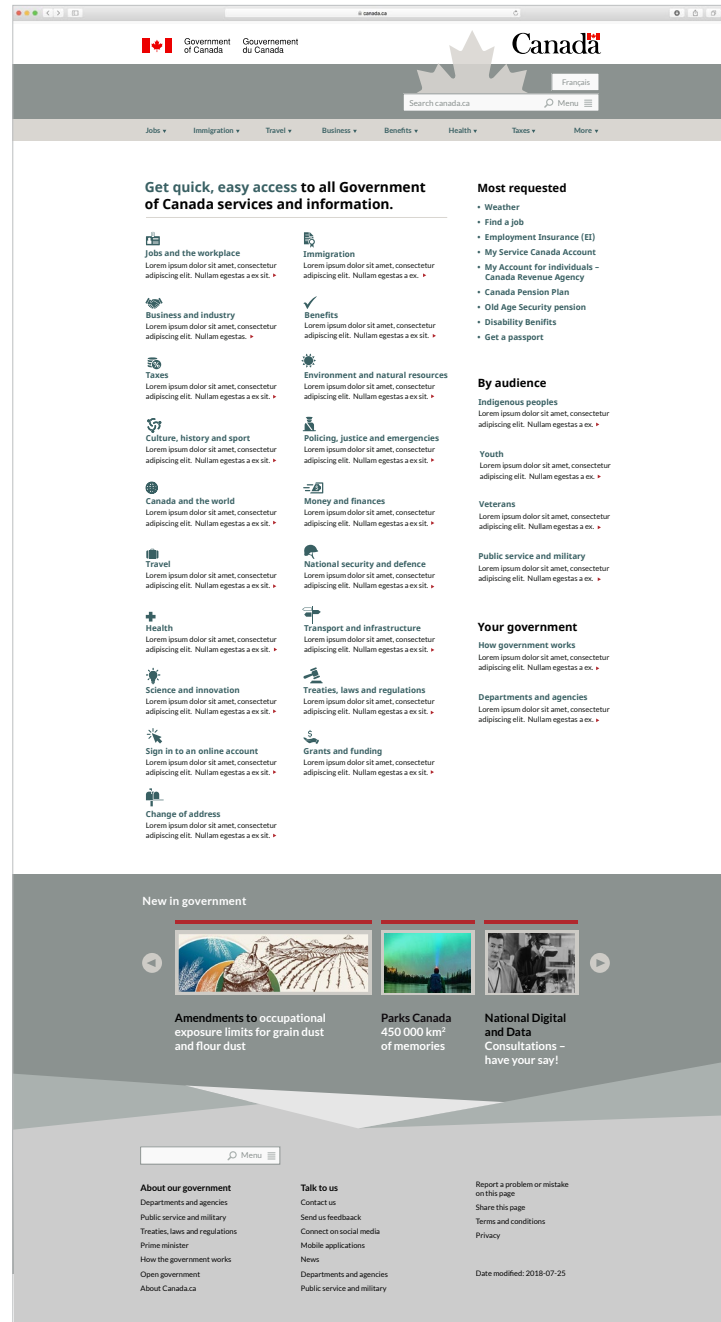 canada.ca
Government
of Canada
Gouvernement
du Canada
Canada
Français
Search canada.ca
Menu
Jobs ▾ Immigration ▾ Travel ▾ Business ▾ Benefits ▾ Health ▾ Taxes ▾ More ▾
Get quick, easy access to all Government
of Canada services and information.
Jobs and the workplace
Lorem ipsum dolor sit amet, consectetur
adipiscing elit. Nullam egestas a ex sit.
Immigration
Lorem ipsum dolor sit amet, consectetur
adipiscing elit. Nullam egestas a ex.
Business and industry
Lorem ipsum dolor sit amet, consectetur
adipiscing elit. Nullam egestas.
Benefits
Lorem ipsum dolor sit amet, consectetur
adipiscing elit. Nullam egestas a ex sit.
Taxes
Lorem ipsum dolor sit amet, consectetur
adipiscing elit. Nullam egestas a ex sit.
Environment and natural resources
Lorem ipsum dolor sit amet, consectetur
adipiscing elit. Nullam egestas a ex sit.
Culture, history and sport
Lorem ipsum dolor sit amet, consectetur
adipiscing elit. Nullam egestas a ex sit.
Policing, justice and emergencies
Lorem ipsum dolor sit amet, consectetur
adipiscing elit. Nullam egestas a ex sit.
Canada and the world
Lorem ipsum dolor sit amet, consectetur
adipiscing elit. Nullam egestas a ex sit.
Money and finances
Lorem ipsum dolor sit amet, consectetur
adipiscing elit. Nullam egestas a ex sit.
Travel
Lorem ipsum dolor sit amet, consectetur
adipiscing elit. Nullam egestas a ex sit.
National security and defence
Lorem ipsum dolor sit amet, consectetur
adipiscing elit. Nullam egestas a ex sit.
Health
Lorem ipsum dolor sit amet, consectetur
adipiscing elit. Nullam egestas a ex sit.
Transport and infrastructure
Lorem ipsum dolor sit amet, consectetur
adipiscing elit. Nullam egestas a ex sit.
Science and innovation
Lorem ipsum dolor sit amet, consectetur
adipiscing elit. Nullam egestas a ex sit.
Treaties, laws and regulations
Lorem ipsum dolor sit amet, consectetur
adipiscing elit. Nullam egestas a ex sit.
Sign in to an online account
Lorem ipsum dolor sit amet, consectetur
adipiscing elit. Nullam egestas a ex sit.
Grants and funding
Lorem ipsum dolor sit amet, consectetur
adipiscing elit. Nullam egestas a ex sit.
Change of address
Lorem ipsum dolor sit amet, consectetur
adipiscing elit. Nullam egestas a ex sit.
Most requested
• Weather
• Find a job
• Employment Insurance (EI)
• My Service Canada Account
• My Account for individuals –
Canada Revenue Agency
• Canada Pension Plan
• Old Age Security pension
• Disability Benifits
• Get a passport
By audience
Indigenous peoples
Lorem ipsum dolor sit amet, consectetur
adipiscing elit. Nullam egestas a ex.
Youth
Lorem ipsum dolor sit amet, consectetur
adipiscing elit. Nullam egestas a ex.
Veterans
Lorem ipsum dolor sit amet, consectetur
adipiscing elit. Nullam egestas a ex.
Public service and military
Lorem ipsum dolor sit amet, consectetur
adipiscing elit. Nullam egestas a ex.
Your government
How government works
Lorem ipsum dolor sit amet, consectetur
adipiscing elit. Nullam egestas a ex.
Departments and agencies
Lorem ipsum dolor sit amet, consectetur
adipiscing elit. Nullam egestas a ex.
New in government
Amendments to occupational
exposure limits for grain dust
and flour dust
Parks Canada
450 000 km²
of memories
National Digital
and Data
Consultations –
have your say!
Menu
About our government
Departments and agencies
Public service and military
Treaties, laws and regulations
Prime minister
How the government works
Open government
About Canada.ca
Talk to us
Contact us
Send us feedbaack
Connect on social media
Mobile applications
News
Departments and agencies
Public service and military
Report a problem or mistake
on this page
Share this page
Terms and conditions
Privacy
Date modified: 2018-07-25